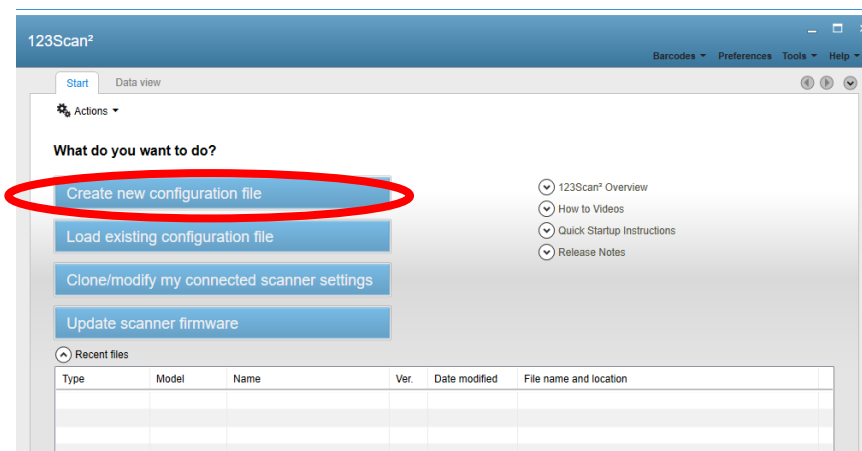 123Scan²
Barcodes Preferences Tools Help
Start Data view
Actions
What do you want to do?
Create new configuration file
123Scan² Overview
How to Videos
Load existing configuration file
Quick Startup Instructions
Release Notes
Clone/modify my connected scanner settings
Update scanner firmware
Recent files
Type Model Name Ver. Date modified File name and location